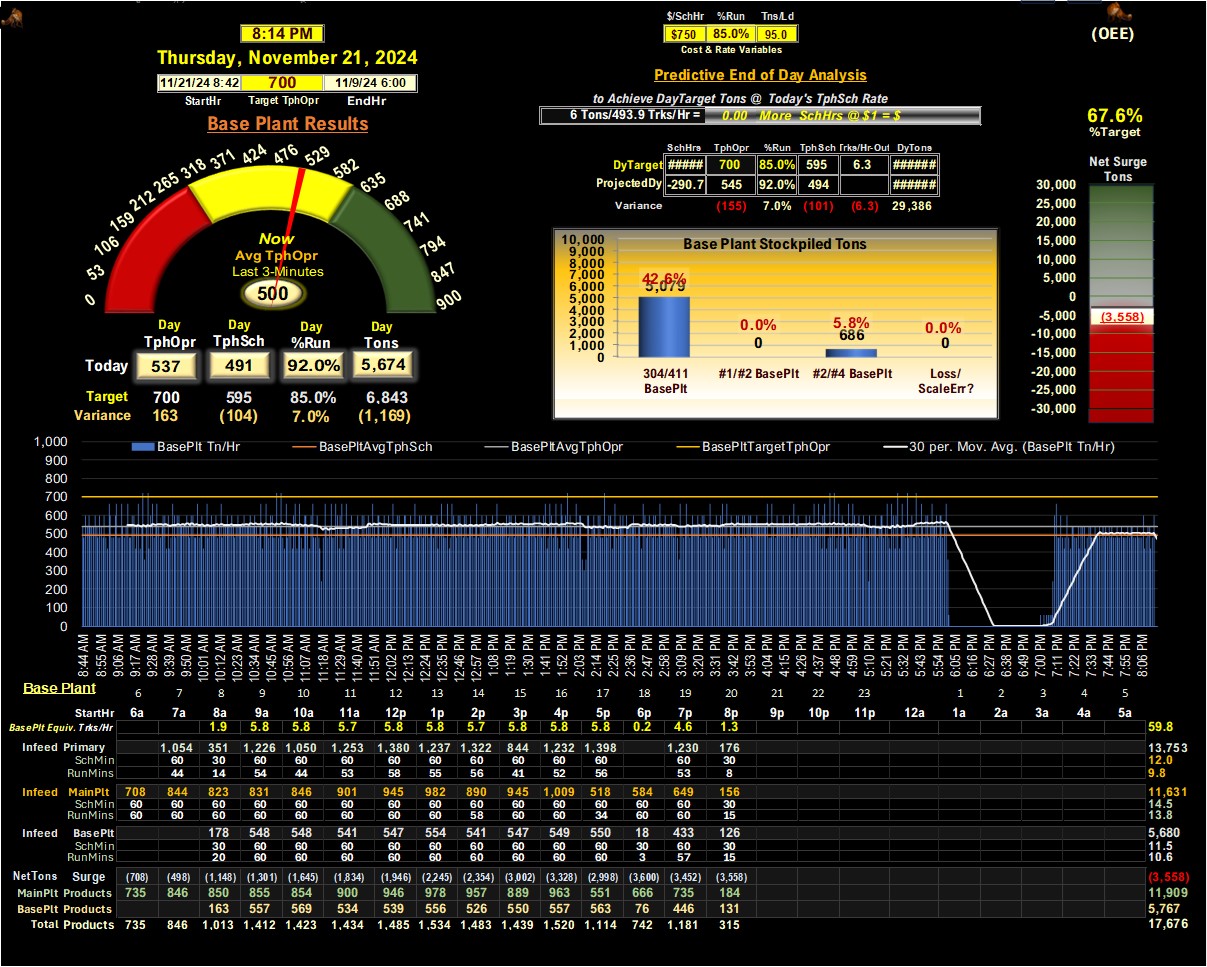 8:14 PM
Thursday, November 21, 2024
11/21/24 8:42 700 11/9/24 6:00
StartHr Target TphOpr EndHr
Base Plant Results
0 53 106 159 212 265 318 371 424 476 529 582 635 688 741 794 847 900
Now
Avg TphOpr
Last 3-Minutes
500
Day TphOpr Day TphSch Day %Run Day Tons
Today 537 491 92.0% 5,674
Target 700 595 85.0% 6,843
Variance 163 (104) 7.0% (1,169)
$/SchHr %Run Tns/Ld
$750 85.0% 95.0
Cost & Rate Variables
Predictive End of Day Analysis
to Achieve DayTarget Tons @ Today's TphSch Rate
6 Tons/493.9 Trks/Hr = 0.00 More SchHrs @ $1 = $
SchHrs TphOpr %Run TphSch Trks/Hr-Out DyTons
DyTarget ##### 700 85.0% 595 6.3 ######
ProjectedDy -290.7 545 92.0% 494 ######
Variance (155) 7.0% (101) (6.3) 29,386
Base Plant Stockpiled Tons
10,000
9,000
8,000
7,000
6,000
5,000
4,000
3,000
2,000
1,000
0
42.6% 0.0% 5.8% 0.0%
5,079 0 686 0
304/411 BasePlt #1/#2 BasePlt #2/#4 BasePlt Loss/ ScaleErr?
(OEE)
67.6%
%Target
Net Surge
Tons
30,000
25,000
20,000
15,000
10,000
5,000
0
-5,000
-10,000
-15,000
-20,000
-25,000
-30,000
(3,558)
BasePlt Tn/Hr BasePltAvgTphSch BasePltAvgTphOpr BasePltTargetTphOpr 30 per. Mov. Avg. (BasePlt Tn/Hr)
1,000
900
800
700
600
500
400
300
200
100
0
8:44 AM 8:55 AM 9:06 AM 9:17 AM 9:28 AM 9:39 AM 9:50 AM 10:01 AM 10:12 AM 10:23 AM 10:34 AM 10:45 AM 10:56 AM 11:07 AM 11:18 AM 11:29 AM 11:40 AM 11:51 AM 12:02 PM 12:13 PM 12:24 PM 12:35 PM 12:46 PM 12:57 PM 1:08 PM 1:19 PM 1:30 PM 1:41 PM 1:52 PM 2:03 PM 2:14 PM 2:25 PM 2:36 PM 2:47 PM 2:58 PM 3:09 PM 3:20 PM 3:31 PM 3:42 PM 3:53 PM 4:04 PM 4:15 PM 4:26 PM 4:37 PM 4:48 PM 4:59 PM 5:10 PM 5:21 PM 5:32 PM 5:43 PM 5:54 PM 6:05 PM 6:16 PM 6:27 PM 6:38 PM 6:49 PM 7:00 PM 7:11 PM 7:22 PM 7:33 PM 7:44 PM 7:55 PM 8:06 PM
Base Plant 6 7 8 9 10 11 12 13 14 15 16 17 18 19 20 21 22 23 1 2 3 4 5
StartHr 6a 7a 8a 9a 10a 11a 12p 1p 2p 3p 4p 5p 6p 7p 8p 9p 10p 11p 12a 1a 2a 3a 4a 5a
BasePlt Equiv. Trks/Hr 1.9 5.8 5.8 5.7 5.8 5.8 5.7 5.8 5.8 5.8 0.2 4.6 1.3 59.8
Infeed Primary 1,054 351 1,226 1,050 1,253 1,380 1,237 1,322 844 1,232 1,398 1,230 176 13,753
SchMin 60 30 60 60 60 60 60 60 60 60 60 60 30 12.0
RunMins 44 14 54 44 53 58 55 56 41 52 56 53 8 9.8
Infeed MainPlt 708 844 823 831 846 901 945 982 890 945 1,009 518 584 649 156 11,631
SchMin 60 60 60 60 60 60 60 60 60 60 60 60 60 60 30 14.5
RunMins 60 60 60 60 60 60 60 60 58 60 60 34 60 60 15 13.8
Infeed BasePlt 178 548 548 541 547 554 541 547 549 550 18 433 126 5,680
SchMin 30 60 60 60 60 60 60 60 60 60 30 60 30 11.5
RunMins 20 60 60 60 60 60 60 60 60 60 3 57 15 10.6
NetTons Surge (708) (498) (1,148) (1,301) (1,645) (1,834) (1,946) (2,245) (2,354) (3,002) (3,328) (2,998) (3,600) (3,452) (3,558) (3,558)
MainPlt Products 735 846 850 855 854 900 946 978 957 889 963 551 666 735 184 11,909
BasePlt Products 163 557 569 534 539 556 526 550 557 563 76 446 131 5,767
Total Products 735 846 1,013 1,412 1,423 1,434 1,485 1,534 1,483 1,439 1,520 1,114 742 1,181 315 17,676